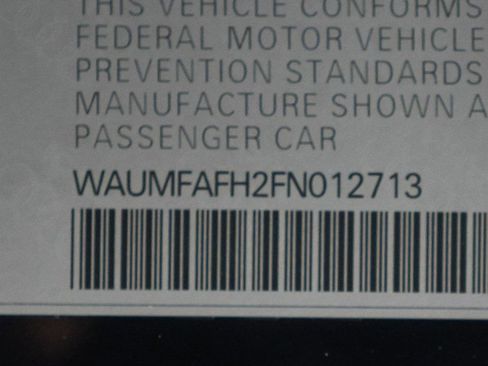 THIS VEHICLE CONFORMS
FEDERAL MOTOR VEHICLE
PREVENTION STANDARDS
MANUFACTURE SHOWN A
PASSENGER CAR
WAUMFAFH2FN012713